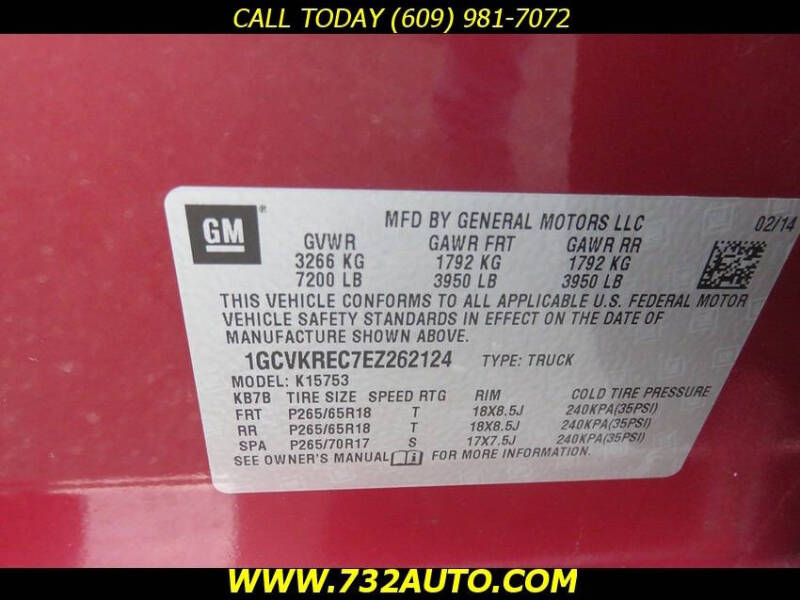 CALL TODAY (609) 981-7072
GM
MFD BY GENERAL MOTORS LLC 02/14
GVWR GAWR FRT GAWR RR
3266 KG 1792 KG 1792 KG
7200 LB 3950 LB 3950 LB
THIS VEHICLE CONFORMS TO ALL APPLICABLE U.S. FEDERAL MOTOR
VEHICLE SAFETY STANDARDS IN EFFECT ON THE DATE OF
MANUFACTURE SHOWN ABOVE.
1GCVKREC7EZ262124 TYPE: TRUCK
MODEL: K15753
KB7B TIRE SIZE SPEED RTG RIM COLD TIRE PRESSURE
FRT P265/65R18 T 18X8.5J 240KPA(35PSI)
RR P265/65R18 T 18X8.5J 240KPA(35PSI)
SPA P265/70R17 S 17X7.5J 240KPA(35PSI)
SEE OWNER'S MANUAL FOR MORE INFORMATION.
WWW.732AUTO.COM